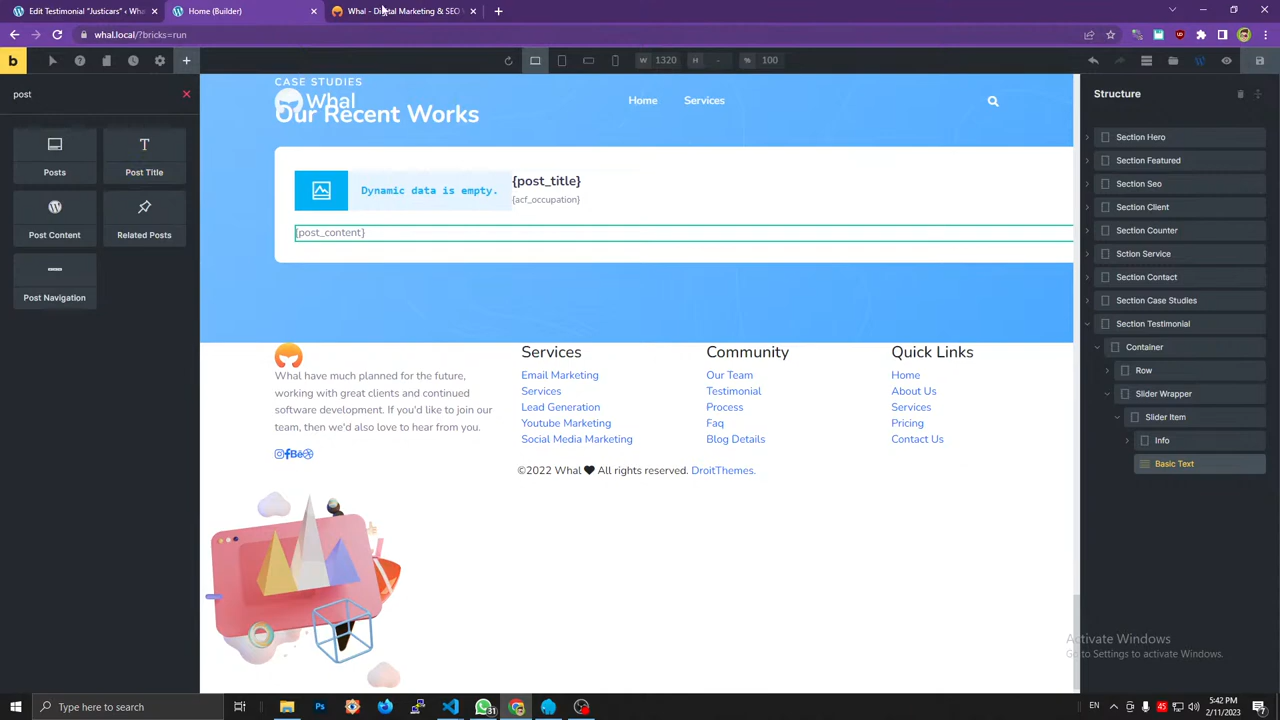 Edit Testimonial "Justicars" ‹ Wh
Home (Builder)
Whal - Digital Marketing & SEO
whal.local/?bricks=run
b
W 1320 H - % 100
post
Posts
Post Title
Post Content
Related Posts
Post Navigation
CASE STUDIES
Whal
Our Recent Works
Home
Services
Dynamic data is empty.
{post_title}
{acf_occupation}
{post_content}
Whal have much planned for the future,
working with great clients and continued
software development. If you'd like to join our
team, then we'd also love to hear from you.
Services
Email Marketing
Services
Lead Generation
Youtube Marketing
Social Media Marketing
Community
Our Team
Testimonial
Process
Faq
Blog Details
Quick Links
Home
About Us
Services
Pricing
Contact Us
©2022 Whal All rights reserved. DroitThemes.
Structure
Section Hero
Section Featured
Section Seo
Section Client
Section Counter
Sction Service
Section Contact
Section Case Studies
Section Testimonial
Container
Row
Slider Wrapper
Slider Item
Info
Basic Text
Activate Windows
Go to Settings to activate Windows.
Type here to search
31
EN
45
5:42 PM
2/11/2023